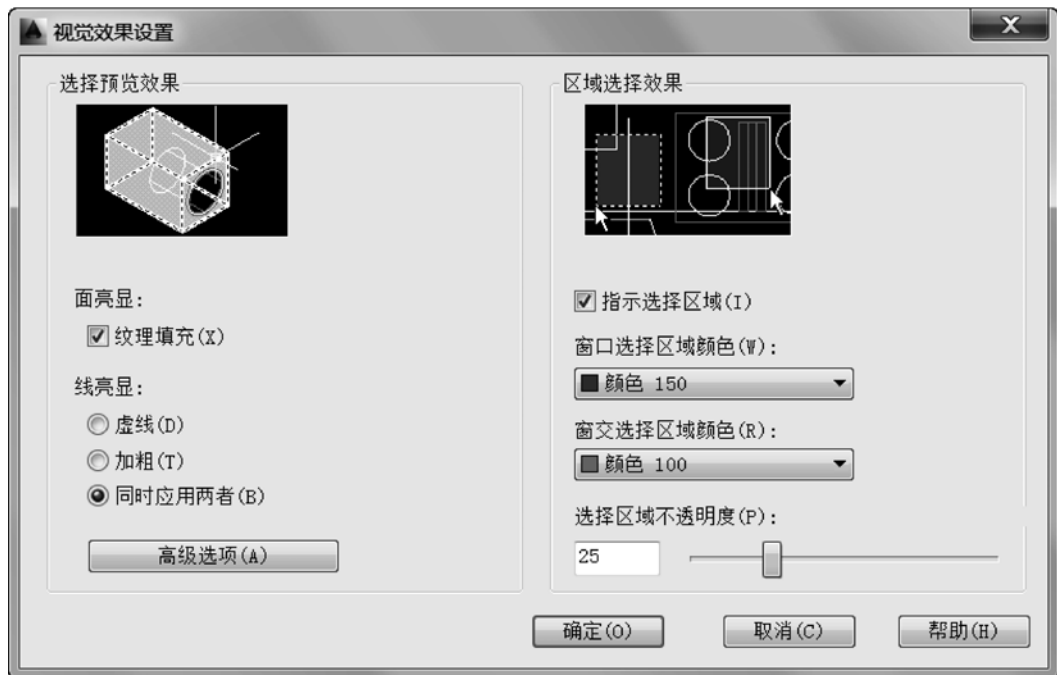 视觉效果设置
选择预览效果
面亮显:
纹理填充(X)
线亮显:
虚线(D)
加粗(T)
同时应用两者(B)
高级选项(A)
区域选择效果
指示选择区域(I)
窗口选择区域颜色(W):
颜色 150
窗交选择区域颜色(R):
颜色 100
选择区域不透明度(P):
25
确定(O)
取消(C)
帮助(H)